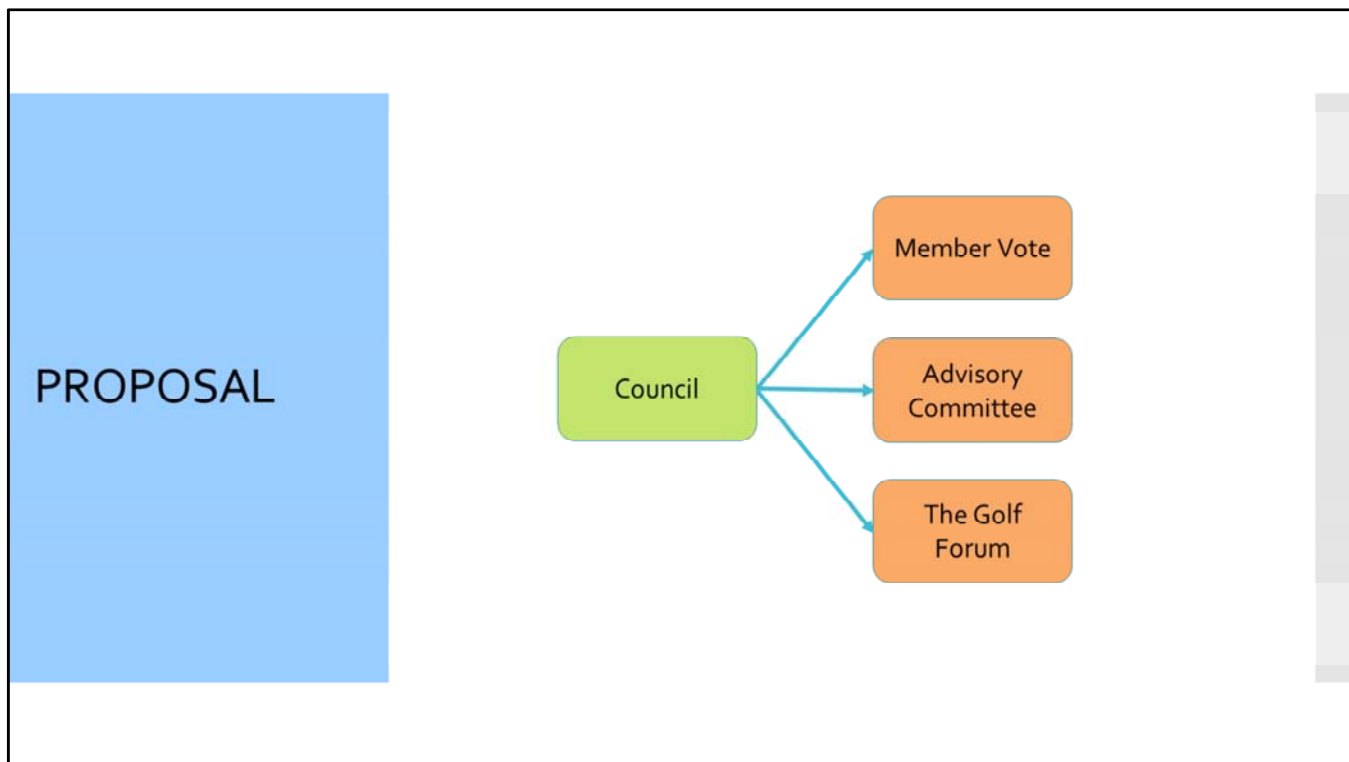 PROPOSAL
Council
Member Vote
Advisory
Committee
The Golf
Forum